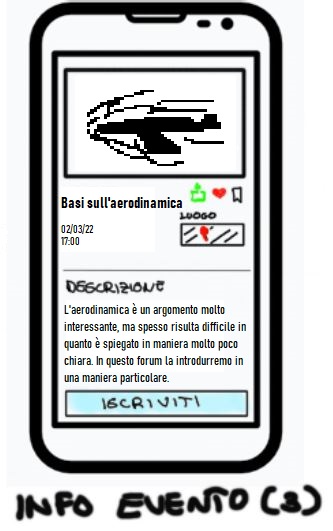 Basi sull'aerodinamica
LUOGO
02/03/22
17:00
DESCRIZIONE
L'aerodinamica è un argomento molto
interessante, ma spesso risulta difficile in
quanto è spiegato in maniera molto poco
chiara. In questo forum la introdurremo in
una maniera particolare.
ISCRIVITI
INFO EVENTO (3)